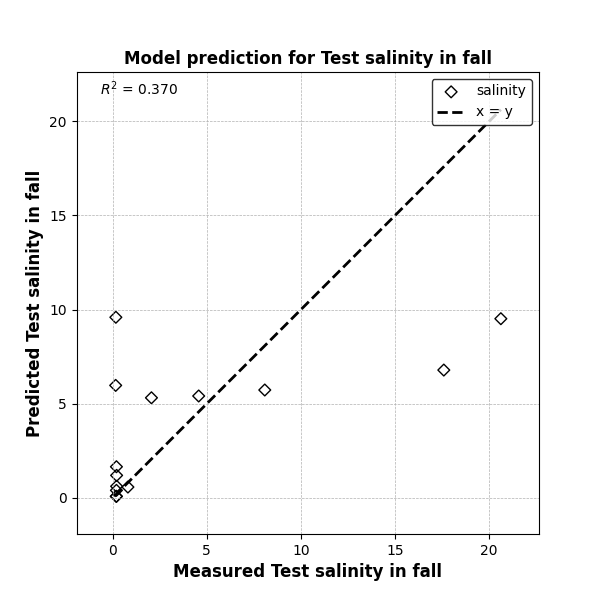 Model prediction for Test salinity in fall
R² = 0.370
salinity
x = y
Predicted Test salinity in fall
20
15
10
5
0
0 5 10 15 20
Measured Test salinity in fall